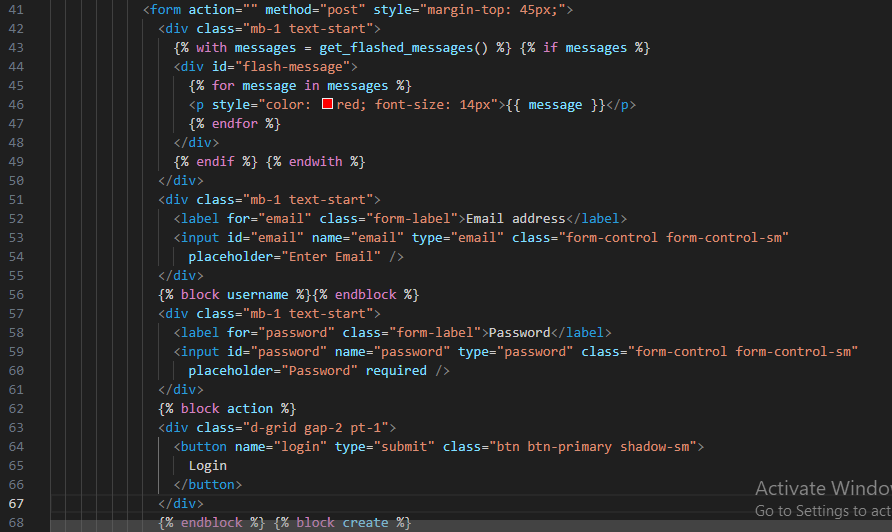 41 <form action="" method="post" style="margin-top: 45px;">
42 <div class="mb-1 text-start">
43 {% with messages = get_flashed_messages() %} {% if messages %}
44 <div id="flash-message">
45 {% for message in messages %}
46 <p style="color: red; font-size: 14px">{{ message }}</p>
47 {% endfor %}
48 </div>
49 {% endif %} {% endwith %}
50 </div>
51 <div class="mb-1 text-start">
52 <label for="email" class="form-label">Email address</label>
53 <input id="email" name="email" type="email" class="form-control form-control-sm"
54 placeholder="Enter Email" />
55 </div>
56 {% block username %}{% endblock %}
57 <div class="mb-1 text-start">
58 <label for="password" class="form-label">Password</label>
59 <input id="password" name="password" type="password" class="form-control form-control-sm"
60 placeholder="Password" required />
61 </div>
62 {% block action %}
63 <div class="d-grid gap-2 pt-1">
64 <button name="login" type="submit" class="btn btn-primary shadow-sm">
65 Login
66 </button>
67 </div>
68 {% endblock %} {% block create %}
Activate Windo
Go to Settings to act